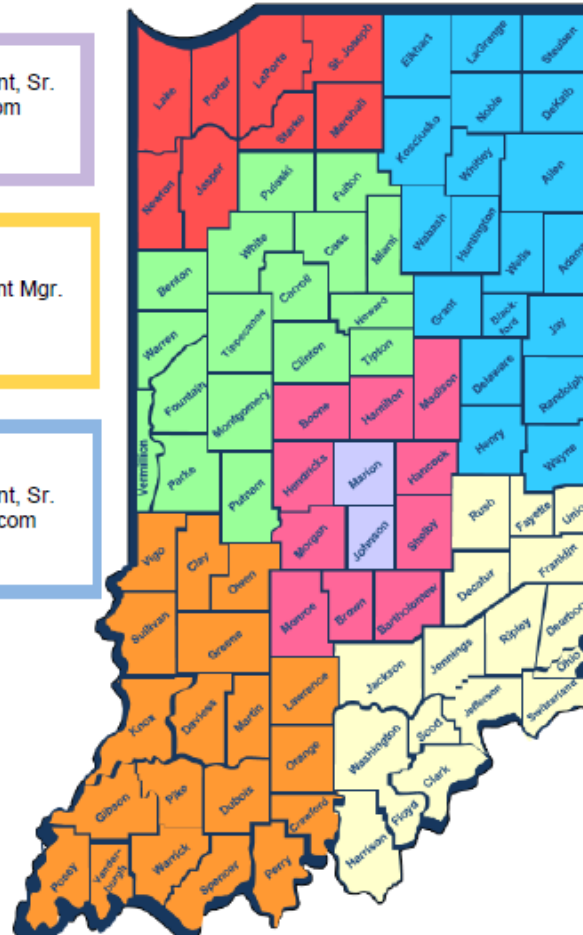 nt, Sr.
om
nt Mgr.
nt, Sr.
com
Lake
Porter
LaPorte
St. Joseph
Elkhart
LaGrange
Steuben
Starke
Marshall
Kosciusko
Noble
DeKalb
Newton
Jasper
Pulaski
Fulton
Whitley
Allen
White
Cass
Miami
Wabash
Huntington
Wells
Adam
Benton
Carroll
Howard
Grant
Black-
ford
Jay
Warren
Tippecanoe
Clinton
Tipton
Madison
Delaware
Randolph
Fountain
Montgomery
Boone
Hamilton
Henry
Wayne
Vermillion
Parke
Putnam
Hendricks
Marion
Hancock
Rush
Fayette
Unio
Vigo
Clay
Owen
Morgan
Johnson
Shelby
Decatur
Franklin
Sullivan
Greene
Monroe
Brown
Bartholomew
Jennings
Ripley
Dearbor
Ohio
Jackson
Jefferson
Switzerland
Knox
Daviess
Martin
Lawrence
Washington
Scott
Clark
Gibson
Pike
Dubois
Orange
Crawford
Floyd
Harrison
Posey
Vander-
burgh
Warrick
Spencer
Perry